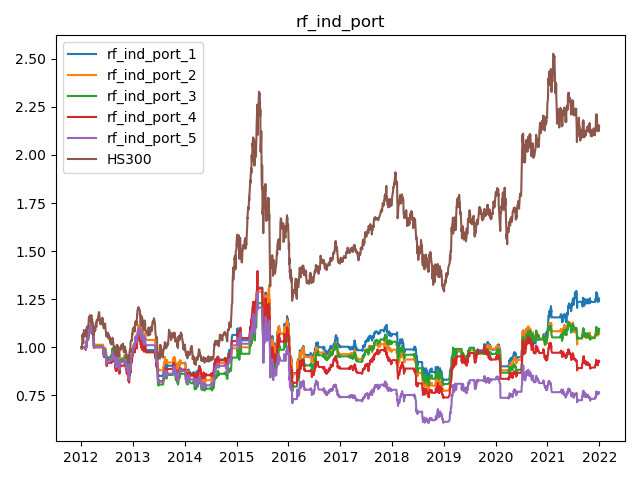 rf_ind_port
rf_ind_port_1
rf_ind_port_2
rf_ind_port_3
rf_ind_port_4
rf_ind_port_5
HS300
2.50
2.25
2.00
1.75
1.50
1.25
1.00
0.75
2012 2013 2014 2015 2016 2017 2018 2019 2020 2021 2022